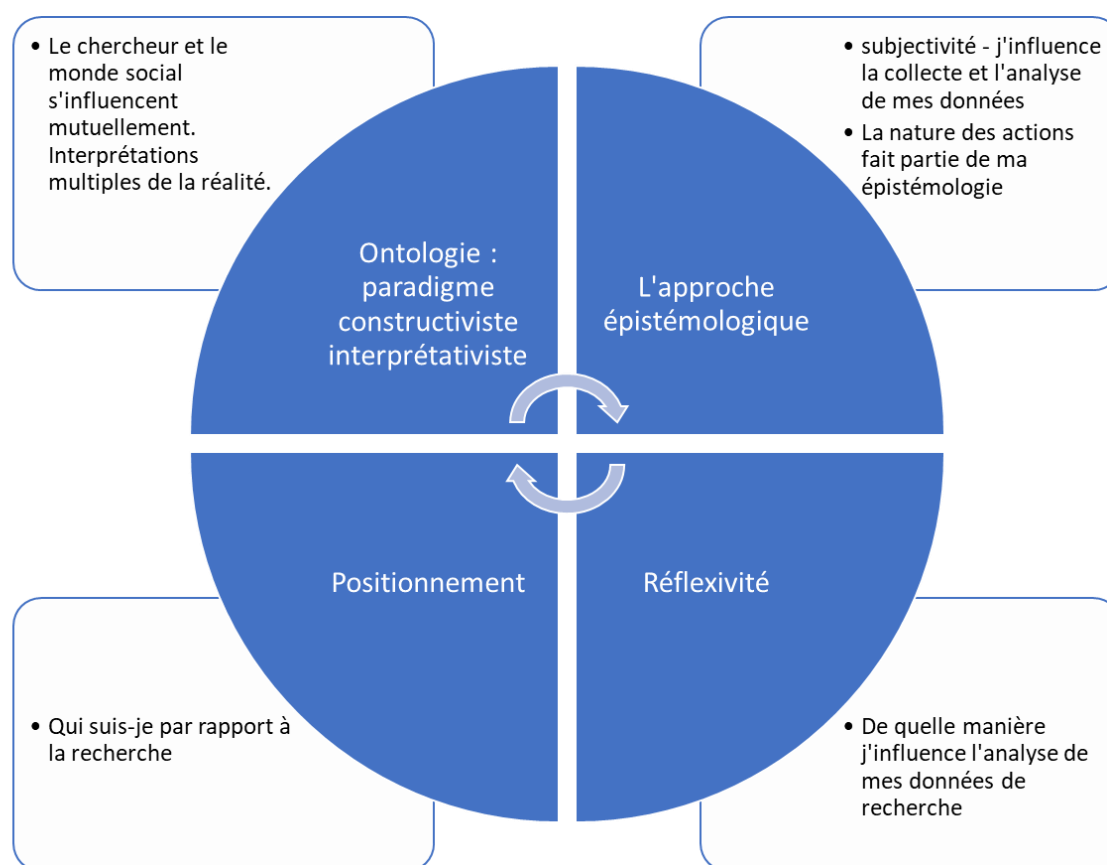 • Le chercheur et le
monde social
s'influencent
mutuellement.
Interprétations
multiples de la réalité.
• subjectivité - j'influence
la collecte et l'analyse
de mes données
• La nature des actions
fait partie de ma
épistémologie
Ontologie :
paradigme
constructiviste
interprétativiste
L'approche
épistémologique
Positionnement
Réflexivité
• Qui suis-je par rapport à
la recherche
• De quelle manière
j'influence l'analyse de
mes données de
recherche